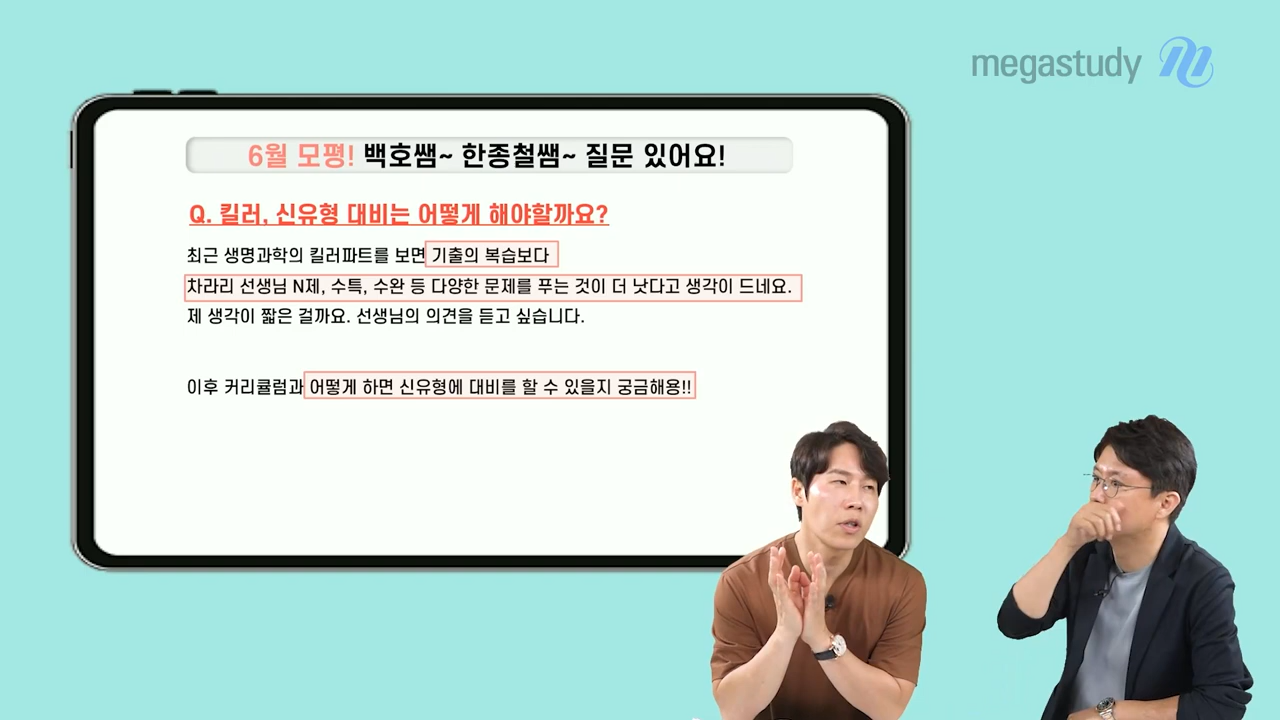 megastudy
6월 모평! 백호쌤~ 한종철쌤~ 질문 있어요!
Q. 킬러, 신유형 대비는 어떻게 해야할까요?
최근 생명과학의 킬러파트를 보면 기출의 복습보다
차라리 선생님 N제, 수특, 수완 등 다양한 문제를 푸는 것이 더 낫다고 생각이 드네요.
제 생각이 짧은 걸까요. 선생님의 의견을 듣고 싶습니다.
이후 커리큘럼과 어떻게 하면 신유형에 대비를 할 수 있을지 궁금해용!!